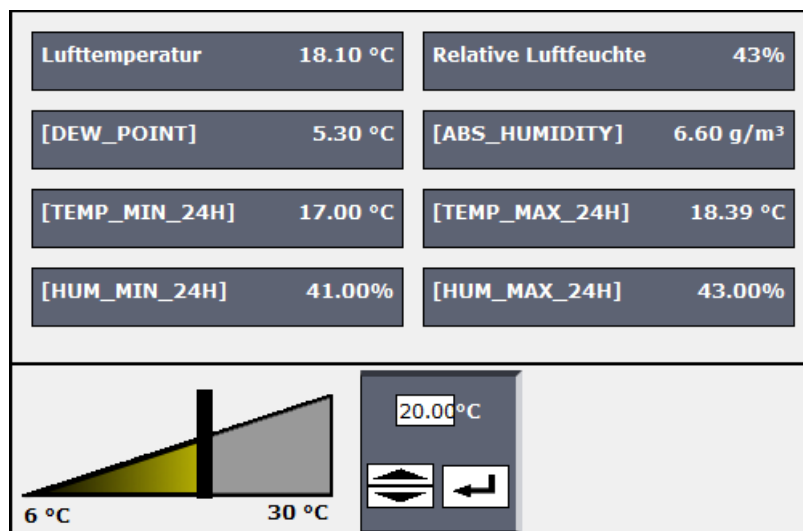 Lufttemperatur 18.10 °C Relative Luftfeuchte 43%
[DEW_POINT] 5.30 °C [ABS_HUMIDITY] 6.60 g/m³
[TEMP_MIN_24H] 17.00 °C [TEMP_MAX_24H] 18.39 °C
[HUM_MIN_24H] 41.00% [HUM_MAX_24H] 43.00%
20.00°C
6 °C 30 °C